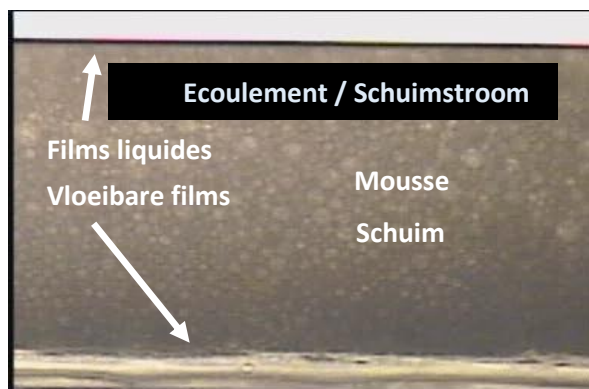 Ecoulement / Schuimstroom
Films liquides
Vloeibare films
Mousse
Schuim